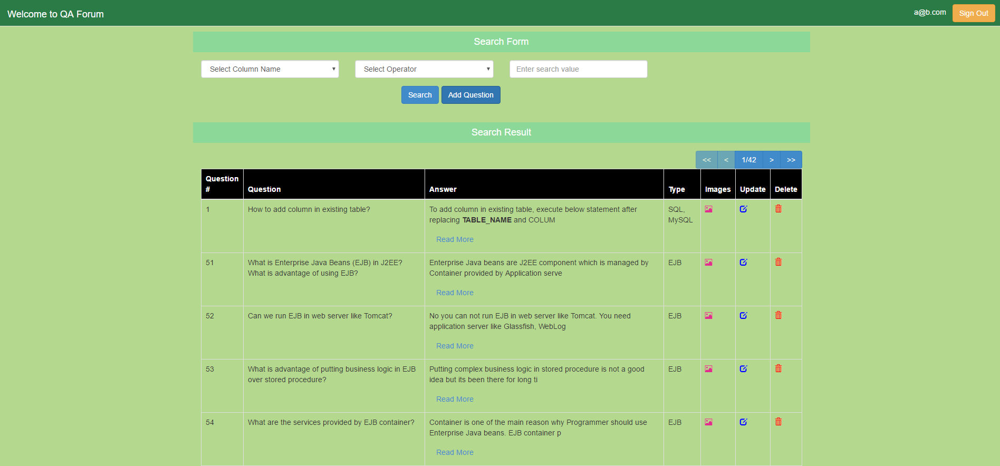 Welcome to QA Forum
a@b.com
Sign Out
Search Form
Select Column Name
Select Operator
Enter search value
Search
Add Question
Search Result
<<
<
1/42
>
>>
Question
#
Question
Answer
Type
Images
Update
Delete
1
How to add column in existing table?
To add column in existing table, execute below statement after
replacing TABLE_NAME and COLUM
Read More
SQL,
MySQL
51
What is Enterprise Java Beans (EJB) in J2EE?
What is advantage of using EJB?
Enterprise Java beans are J2EE component which is managed by
Container provided by Application serve
Read More
EJB
52
Can we run EJB in web server like Tomcat?
No you can not run EJB in web server like Tomcat. You need
application server like Glassfish, WebLog
Read More
EJB
53
What is advantage of putting business logic in EJB
over stored procedure?
Putting complex business logic in stored procedure is not a good
idea but its been there for long ti
Read More
EJB
54
What are the services provided by EJB container?
Container is one of the main reason why Programmer should use
Enterprise Java beans. EJB container p
Read More
EJB